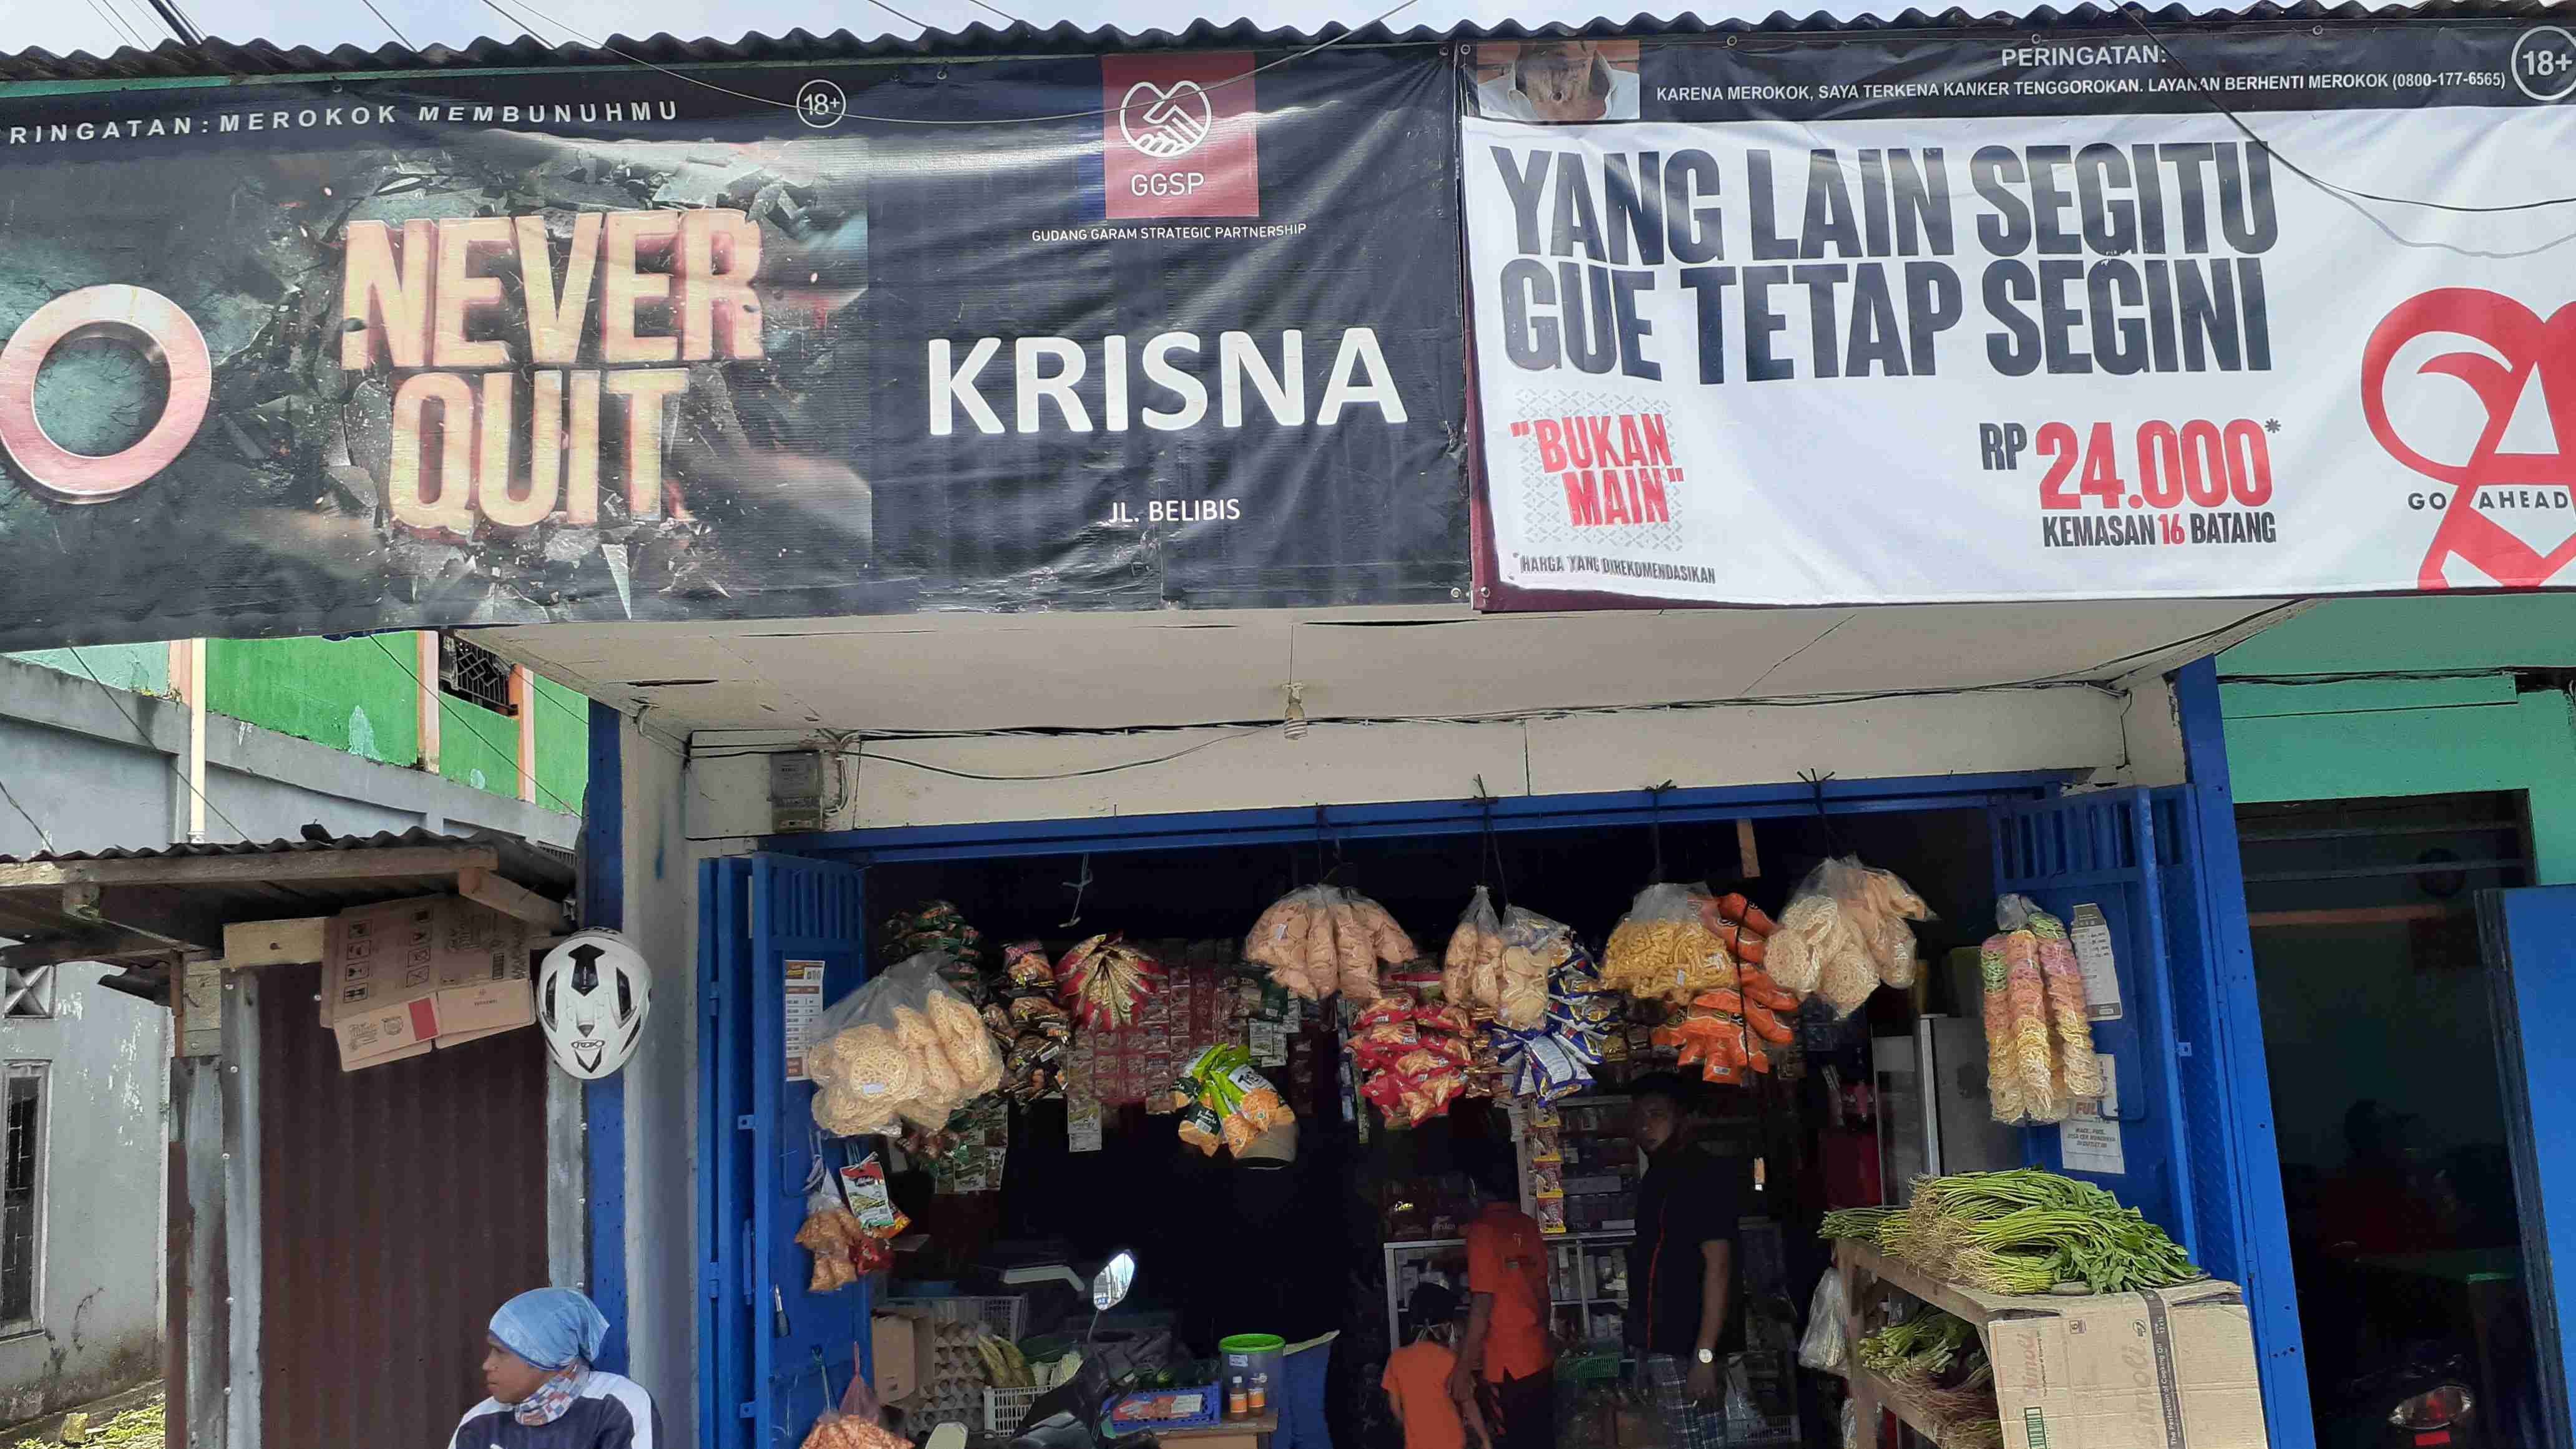 RINGATAN : MEROKOK MEMBUNUHMU
18+
NEVER
QUIT
GGSP
GUDANG GARAM STRATEGIC PARTNERSHIP
KRISNA
JL. BELIBIS
PERINGATAN:
KARENA MEROKOK, SAYA TERKENA KANKER TENGGOROKAN. LAYANAN BERHENTI MEROKOK (0800-177-6565)
18+
YANG LAIN SEGITU
GUE TETAP SEGINI
"BUKAN
MAIN"
RP 24.000*
KEMASAN 16 BATANG
*HARGA YANG DIREKOMENDASIKAN
GO AHEAD